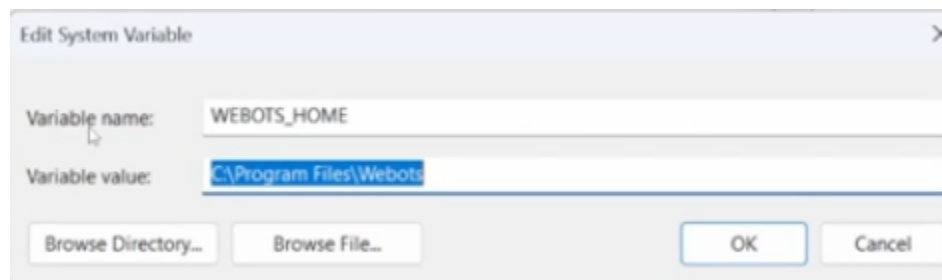 Edit System Variable
Variable name: WEBOTS_HOME
Variable value: C:\Program Files\Webots
Browse Directory... Browse File... OK Cancel